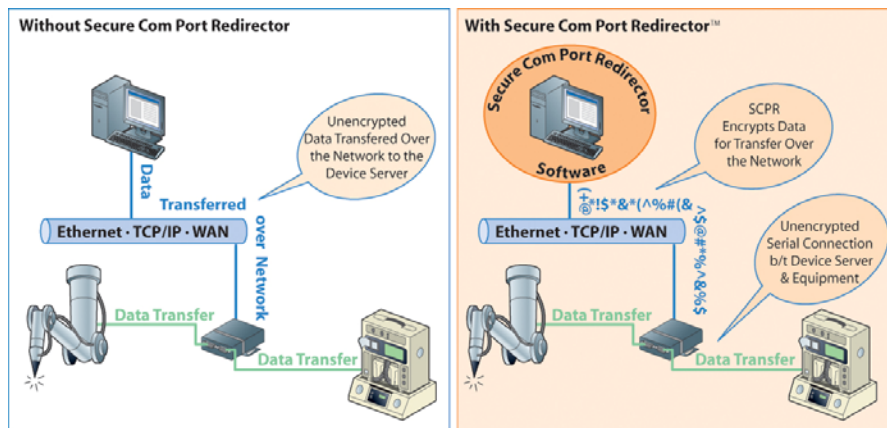 Without Secure Com Port Redirector
Unencrypted
Data Transfered Over
the Network to the
Device Server
Data
Transferred
over Network
Ethernet · TCP/IP · WAN
Data Transfer
Data Transfer
With Secure Com Port Redirector™
Secure Com Port Redirector
Software
SCPR
Encrypts Data
for Transfer Over
the Network
(+@*!$*&*(^%#(&
^$@#*%^&%$
Ethernet · TCP/IP · WAN
Unencrypted
Serial Connection
b/t Device Server
& Equipment
Data Transfer
Data Transfer